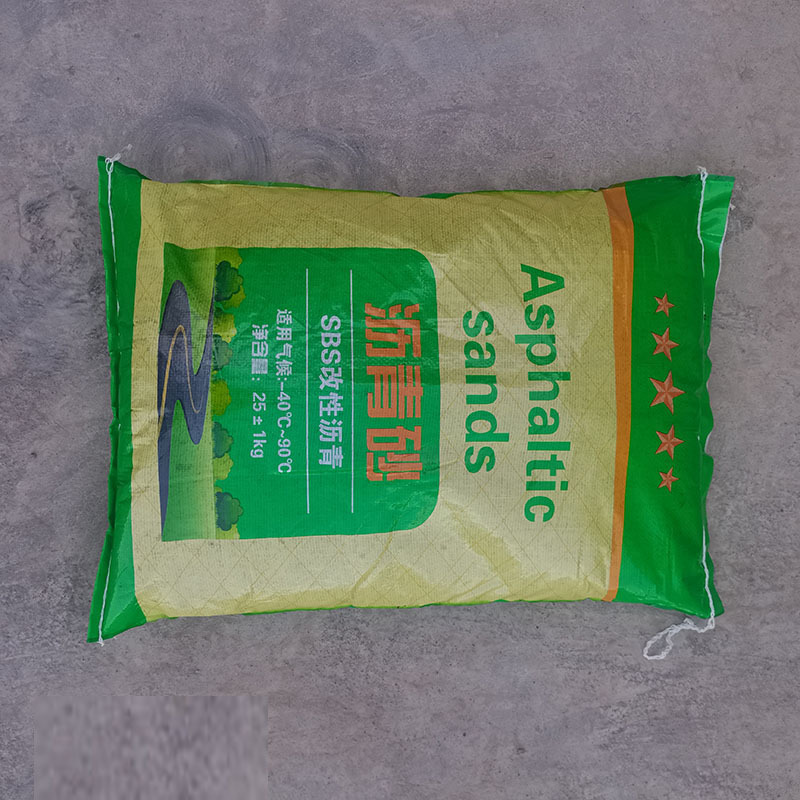 Asphaltic
sands
沥青砂
SBS改性沥青
适用气候:-40℃~90℃
净含量：25±1kg